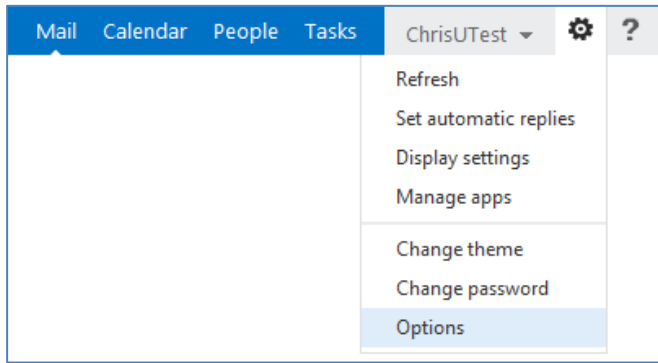 Mail Calendar People Tasks ChrisUTest ?
Refresh
Set automatic replies
Display settings
Manage apps
Change theme
Change password
Options